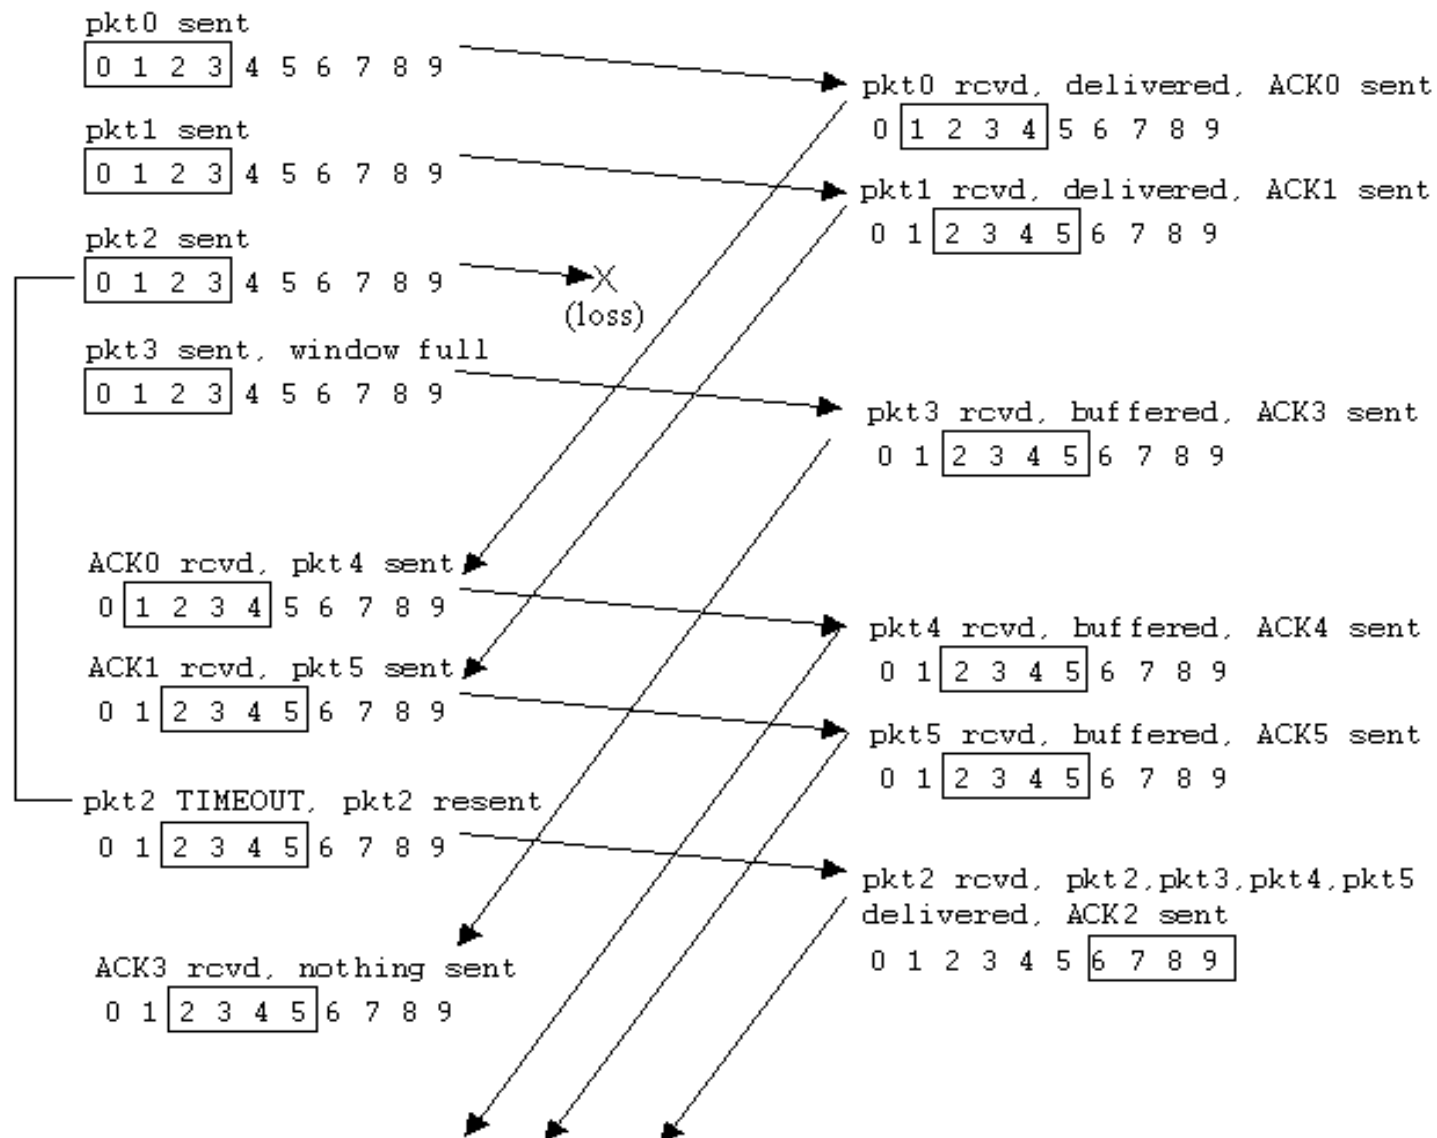 pkt0 sent
0 1 2 3 4 5 6 7 8 9
pkt0 rcvd, delivered, ACK0 sent
0 1 2 3 4 5 6 7 8 9
pkt1 sent
0 1 2 3 4 5 6 7 8 9
pkt1 rcvd, delivered, ACK1 sent
0 1 2 3 4 5 6 7 8 9
pkt2 sent
0 1 2 3 4 5 6 7 8 9
X
(loss)
pkt3 sent, window full
0 1 2 3 4 5 6 7 8 9
pkt3 rcvd, buffered, ACK3 sent
0 1 2 3 4 5 6 7 8 9
ACK0 rcvd, pkt4 sent
0 1 2 3 4 5 6 7 8 9
pkt4 rcvd, buffered, ACK4 sent
0 1 2 3 4 5 6 7 8 9
ACK1 rcvd, pkt5 sent
0 1 2 3 4 5 6 7 8 9
pkt5 rcvd, buffered, ACK5 sent
0 1 2 3 4 5 6 7 8 9
pkt2 TIMEOUT, pkt2 resent
0 1 2 3 4 5 6 7 8 9
pkt2 rcvd, pkt2,pkt3,pkt4,pkt5
delivered, ACK2 sent
0 1 2 3 4 5 6 7 8 9
ACK3 rcvd, nothing sent
0 1 2 3 4 5 6 7 8 9